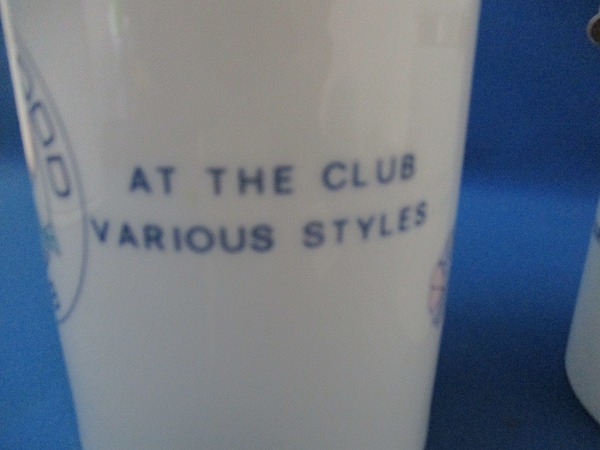 AT THE CLUB
VARIOUS STYLES